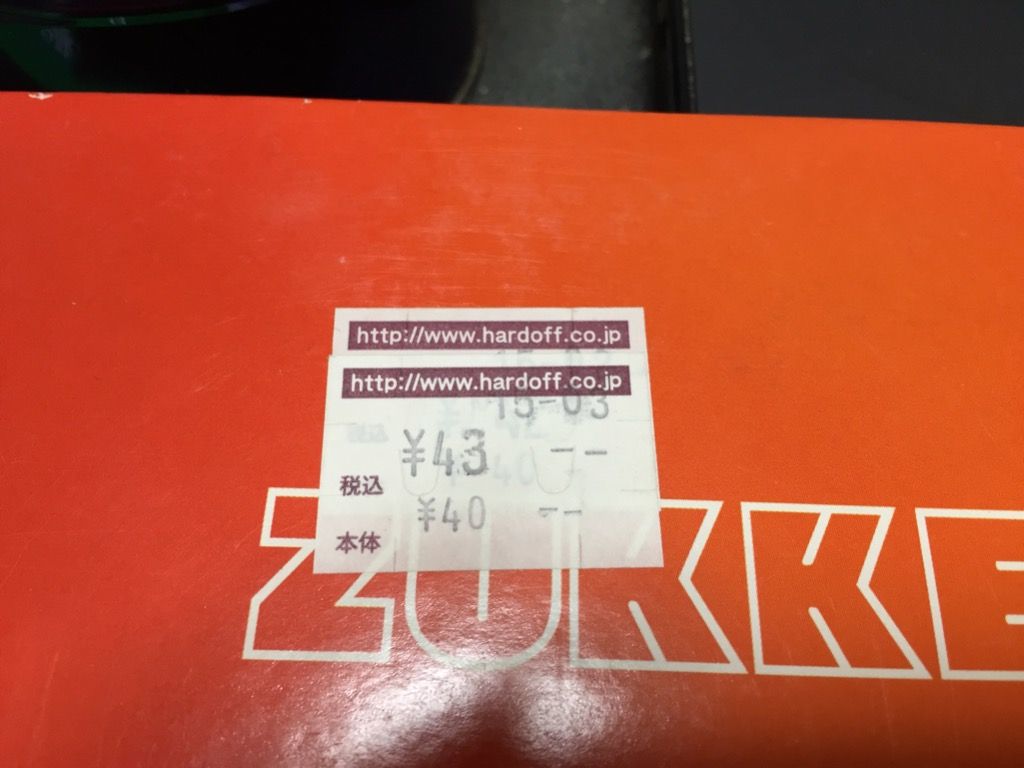 http://www.hardoff.co.jp
http://www.hardoff.co.jp
15-03
税込 ¥43 --
本体 ¥40 --
ZUKKE